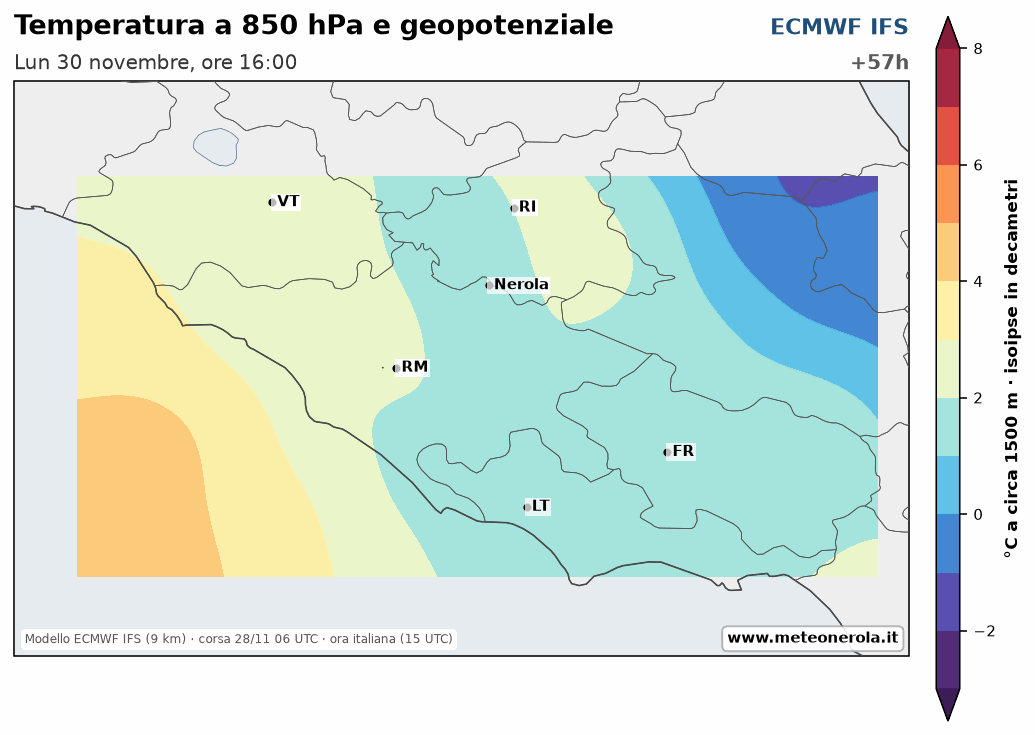 Temperatura a 850 hPa e geopotenziale
ECMWF IFS
Lun 30 novembre, ore 16:00
+57h
VT
RI
Nerola
RM
FR
LT
8
6
4
2
0
−2
°C a circa 1500 m · isoipse in decametri
Modello ECMWF IFS (9 km) · corsa 28/11 06 UTC · ora italiana (15 UTC)
www.meteonerola.it